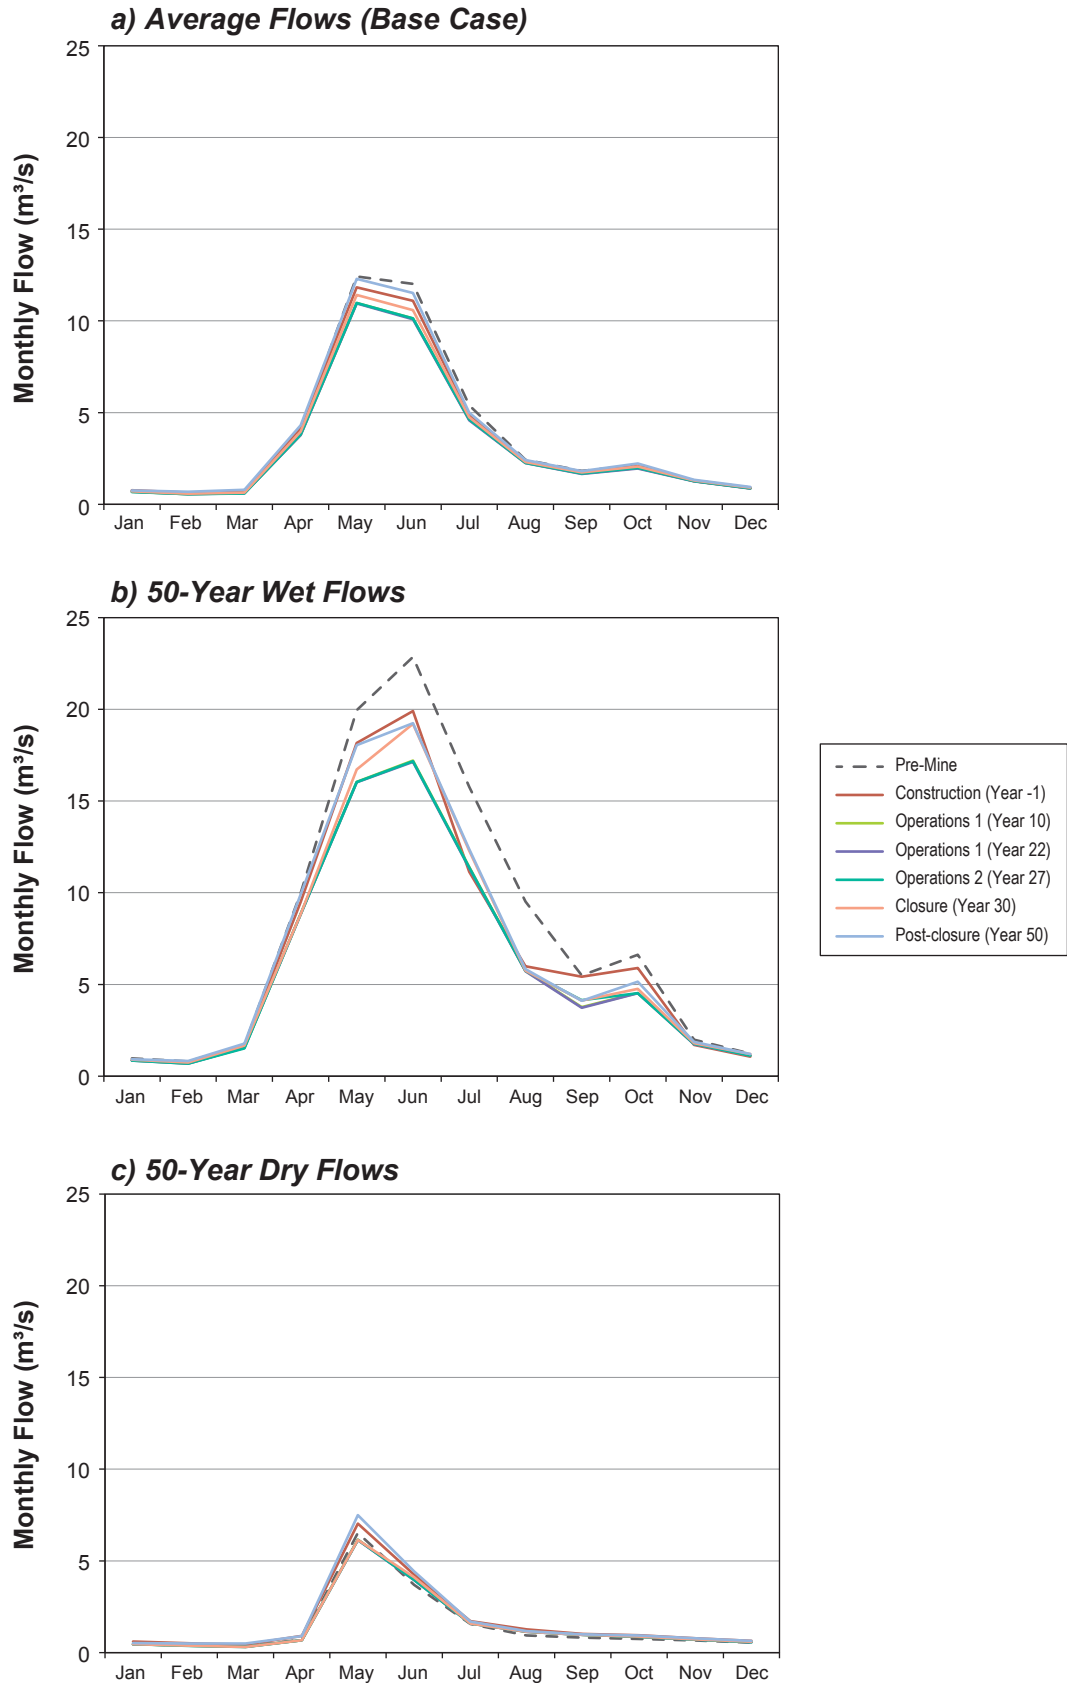 a) Average Flows (Base Case)
Monthly Flow (m³/s)
25
20
15
10
5
0
Jan Feb Mar Apr May Jun Jul Aug Sep Oct Nov Dec
b) 50-Year Wet Flows
Monthly Flow (m³/s)
25
20
15
10
5
0
Jan Feb Mar Apr May Jun Jul Aug Sep Oct Nov Dec
Pre-Mine
Construction (Year -1)
Operations 1 (Year 10)
Operations 1 (Year 22)
Operations 2 (Year 27)
Closure (Year 30)
Post-closure (Year 50)
c) 50-Year Dry Flows
Monthly Flow (m³/s)
25
20
15
10
5
0
Jan Feb Mar Apr May Jun Jul Aug Sep Oct Nov Dec